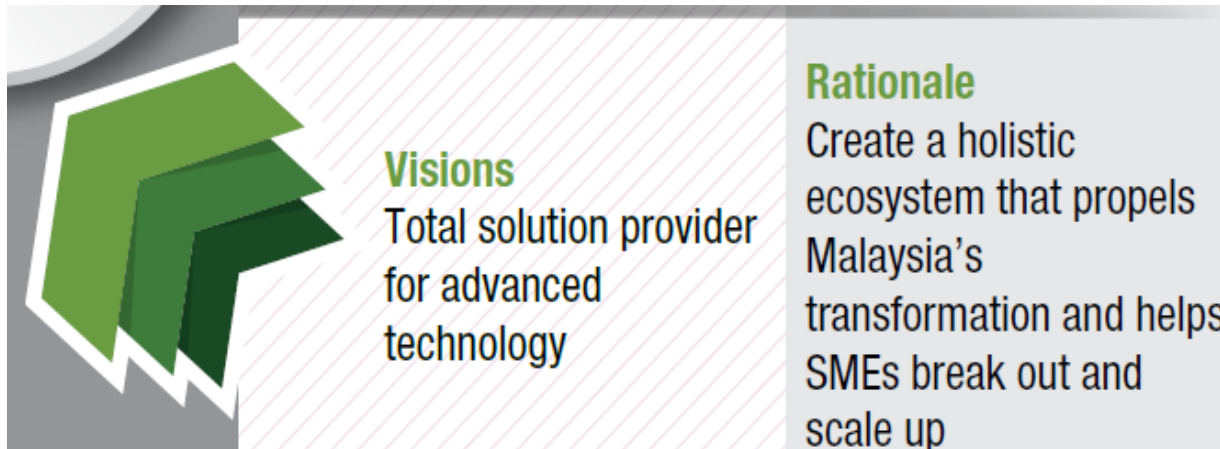 Visions
Total solution provider
for advanced
technology
Rationale
Create a holistic
ecosystem that propels
Malaysia’s
transformation and helps
SMEs break out and
scale up